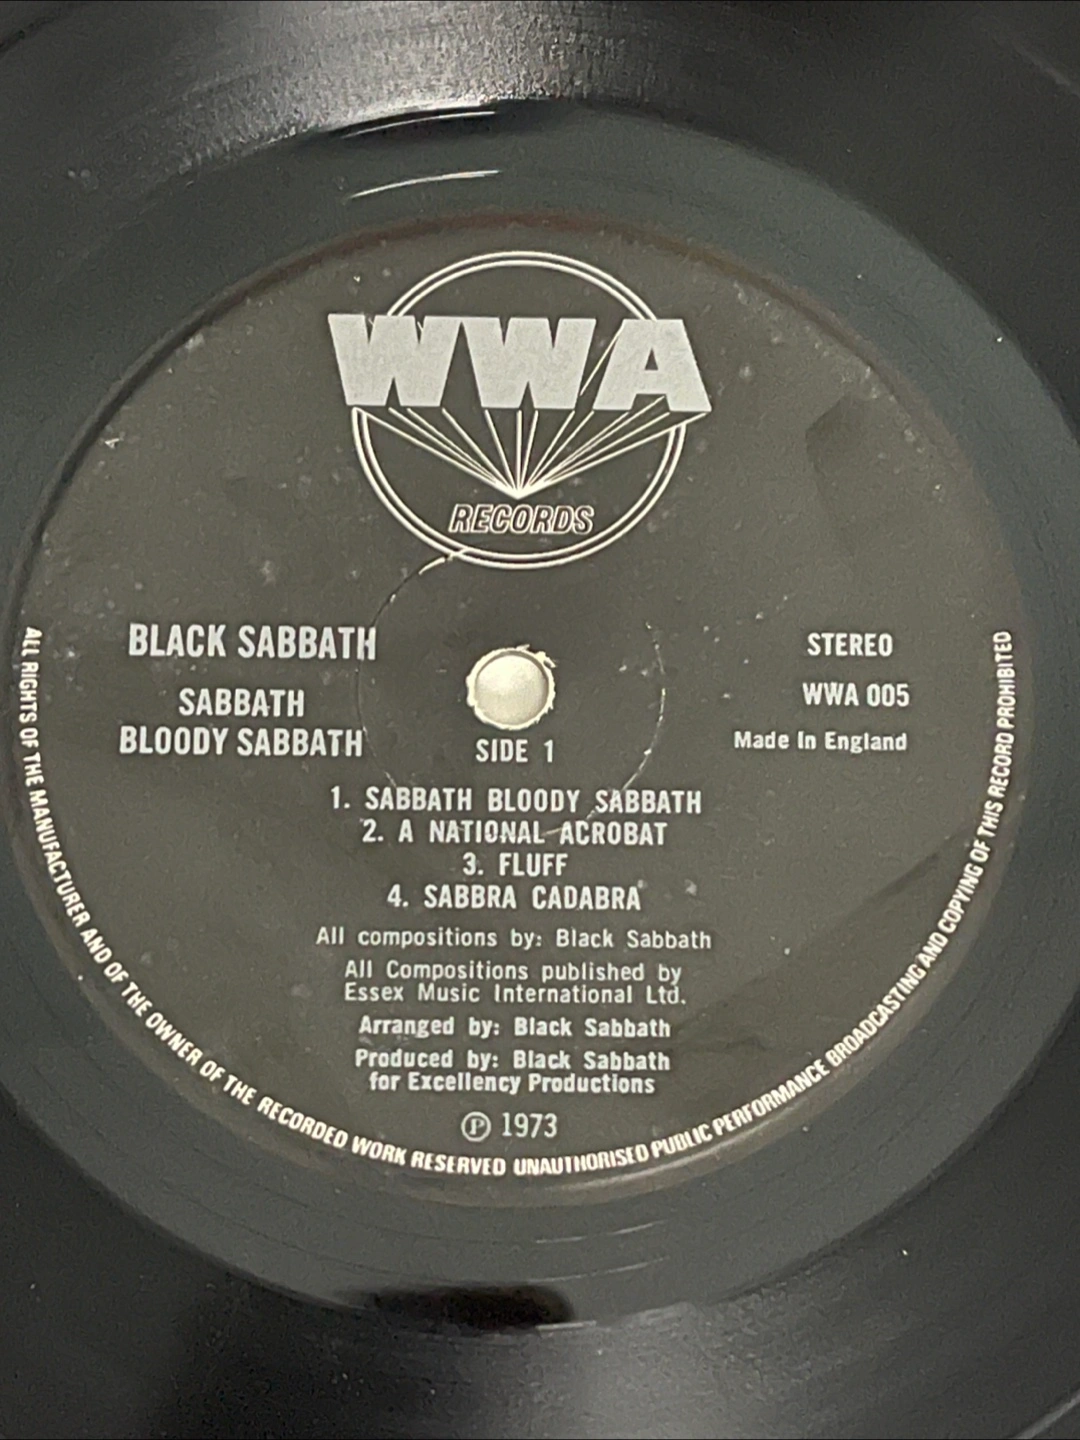 WWA
RECORDS
BLACK SABBATH
SABBATH
BLOODY SABBATH
STEREO
WWA 005
Made In England
SIDE 1
1. SABBATH BLOODY SABBATH
2. A NATIONAL ACROBAT
3. FLUFF
4. SABBRA CADABRA
All compositions by: Black Sabbath
All Compositions published by
Essex Music International Ltd.
Arranged by: Black Sabbath
Produced by: Black Sabbath
for Excellency Productions
℗ 1973
ALL RIGHTS OF THE MANUFACTURER AND OF THE OWNER OF THE RECORDED WORK RESERVED UNAUTHORISED PUBLIC PERFORMANCE BROADCASTING AND COPYING OF THIS RECORD PROHIBITED